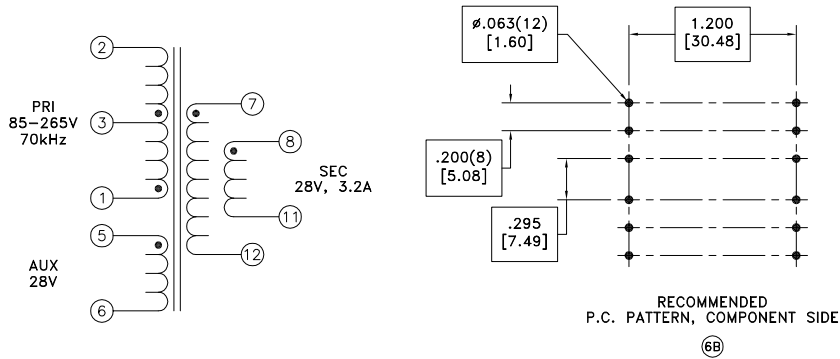 2
PRI
85-265V
70kHz
3
1
5
AUX
28V
6
7
8
SEC
28V, 3.2A
11
12
ø.063(12)
[1.60]
1.200
[30.48]
.200(8)
[5.08]
.295
[7.49]
RECOMMENDED
P.C. PATTERN, COMPONENT SIDE
6B